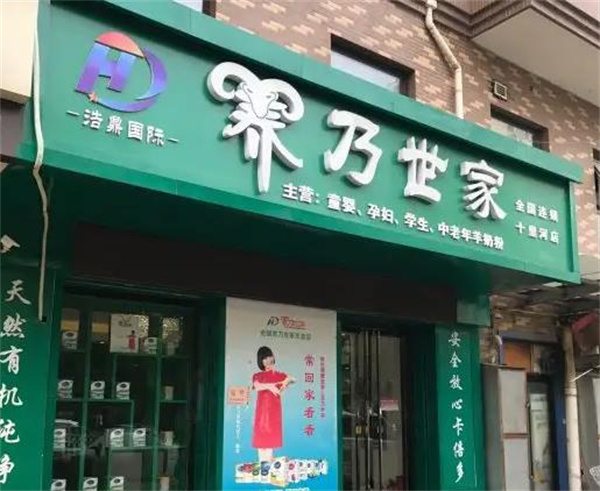 浩鼎国际
养乃世家
主营：童婴、孕妇、学生、中老年羊奶粉
全国连锁
十里河店
天然有机纯净
安全放心卡倍多
常回家看看